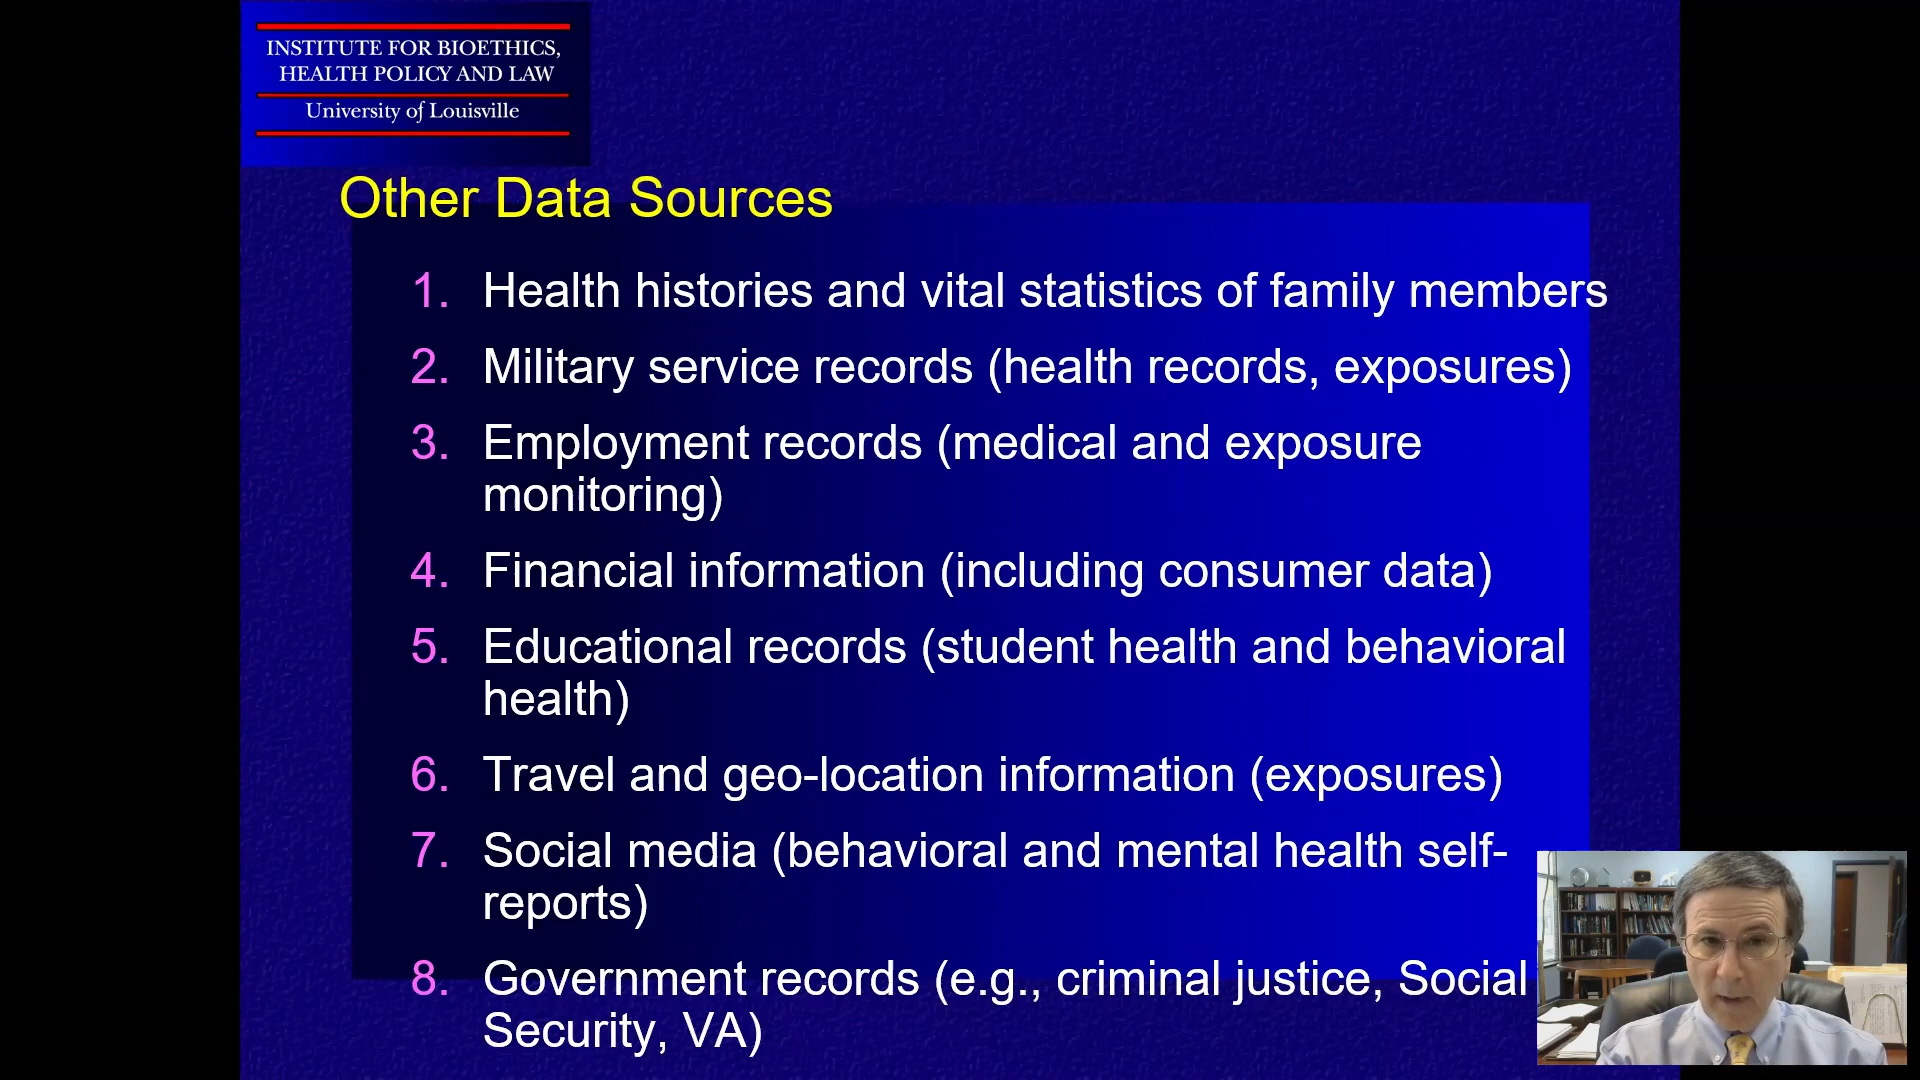 INSTITUTE FOR BIOETHICS,
HEALTH POLICY AND LAW
University of Louisville
Other Data Sources
1. Health histories and vital statistics of family members
2. Military service records (health records, exposures)
3. Employment records (medical and exposure
monitoring)
4. Financial information (including consumer data)
5. Educational records (student health and behavioral
health)
6. Travel and geo-location information (exposures)
7. Social media (behavioral and mental health self-
reports)
8. Government records (e.g., criminal justice, Social
Security, VA)